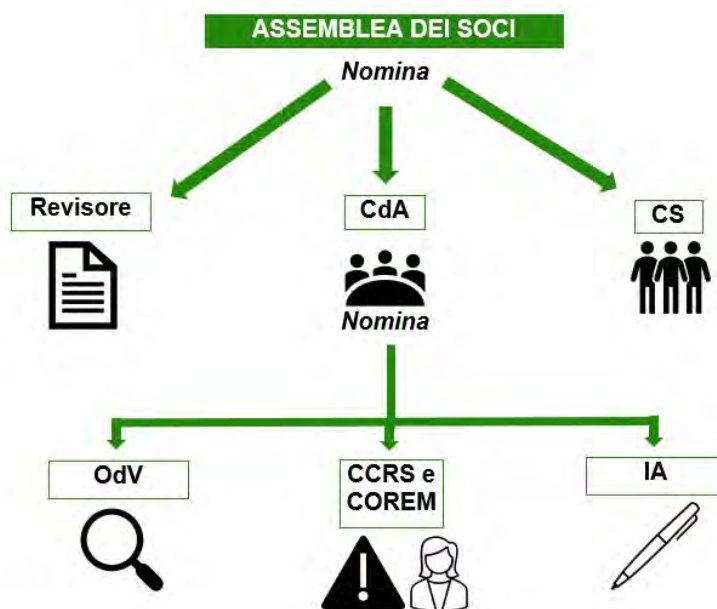 ASSEMBLEA DEI SOCI
Nomina
Revisore
CdA
CS
Nomina
OdV
CCRS e
COREM
IA